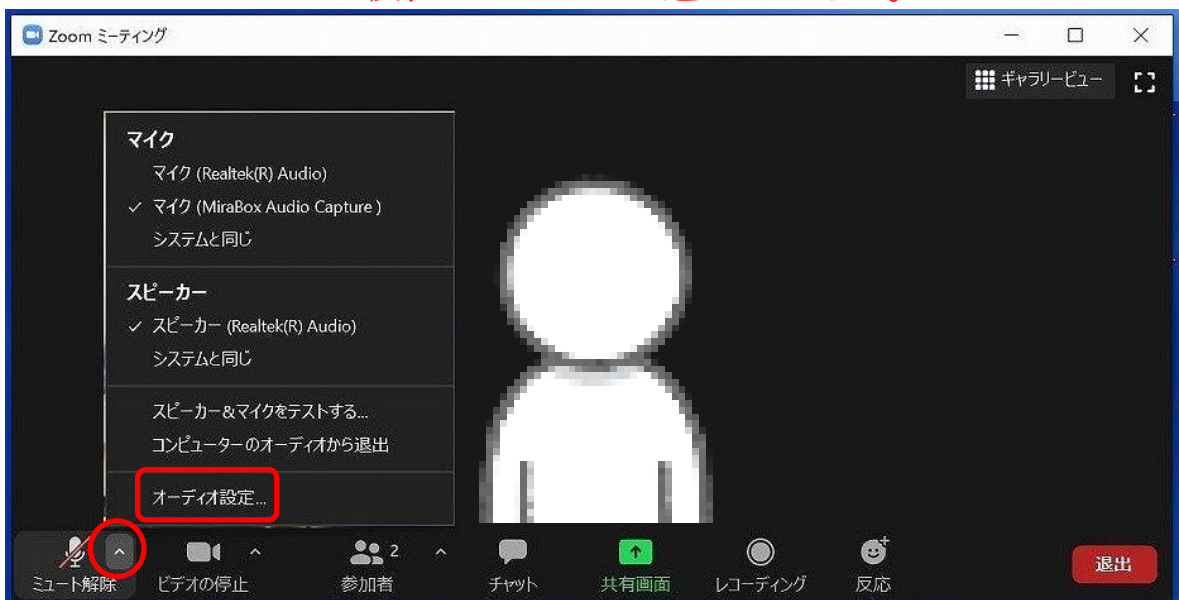 Zoom ミーティング
ギャラリービュー
マイク
マイク (Realtek(R) Audio)
マイク (MiraBox Audio Capture )
システムと同じ
スピーカー
スピーカー (Realtek(R) Audio)
システムと同じ
スピーカー&マイクをテストする...
コンピューターのオーディオから退出
オーディオ設定...
2
ミュート解除 ビデオの停止 参加者 チャット 共有画面 レコーディング 反応 退出